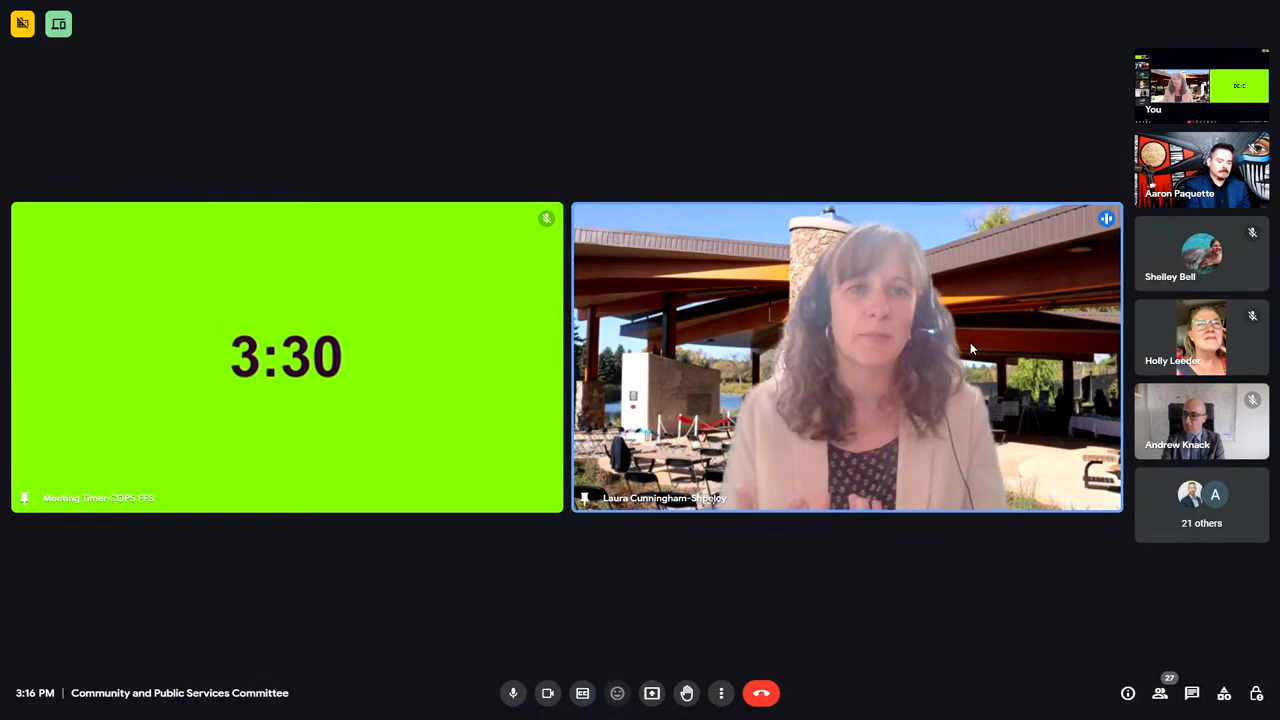 You
Aaron Paquette
Shelley Bell
3:30
Holly Leeder
Andrew Knack
Meeting Timer COPS FFS
Laura Cunningham-Shpeley
A
21 others
27
3:16 PM | Community and Public Services Committee